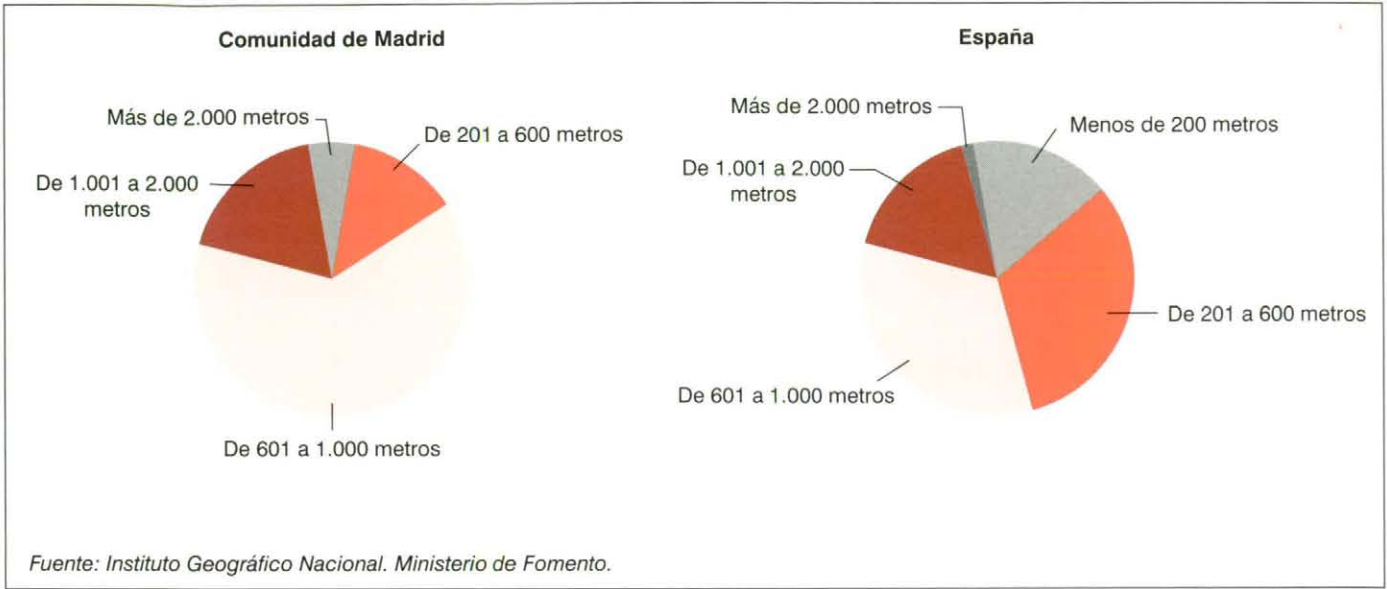 Comunidad de Madrid
Más de 2.000 metros
De 201 a 600 metros
De 1.001 a 2.000
metros
De 601 a 1.000 metros
España
Más de 2.000 metros
Menos de 200 metros
De 1.001 a 2.000
metros
De 201 a 600 metros
De 601 a 1.000 metros
Fuente: Instituto Geográfico Nacional. Ministerio de Fomento.